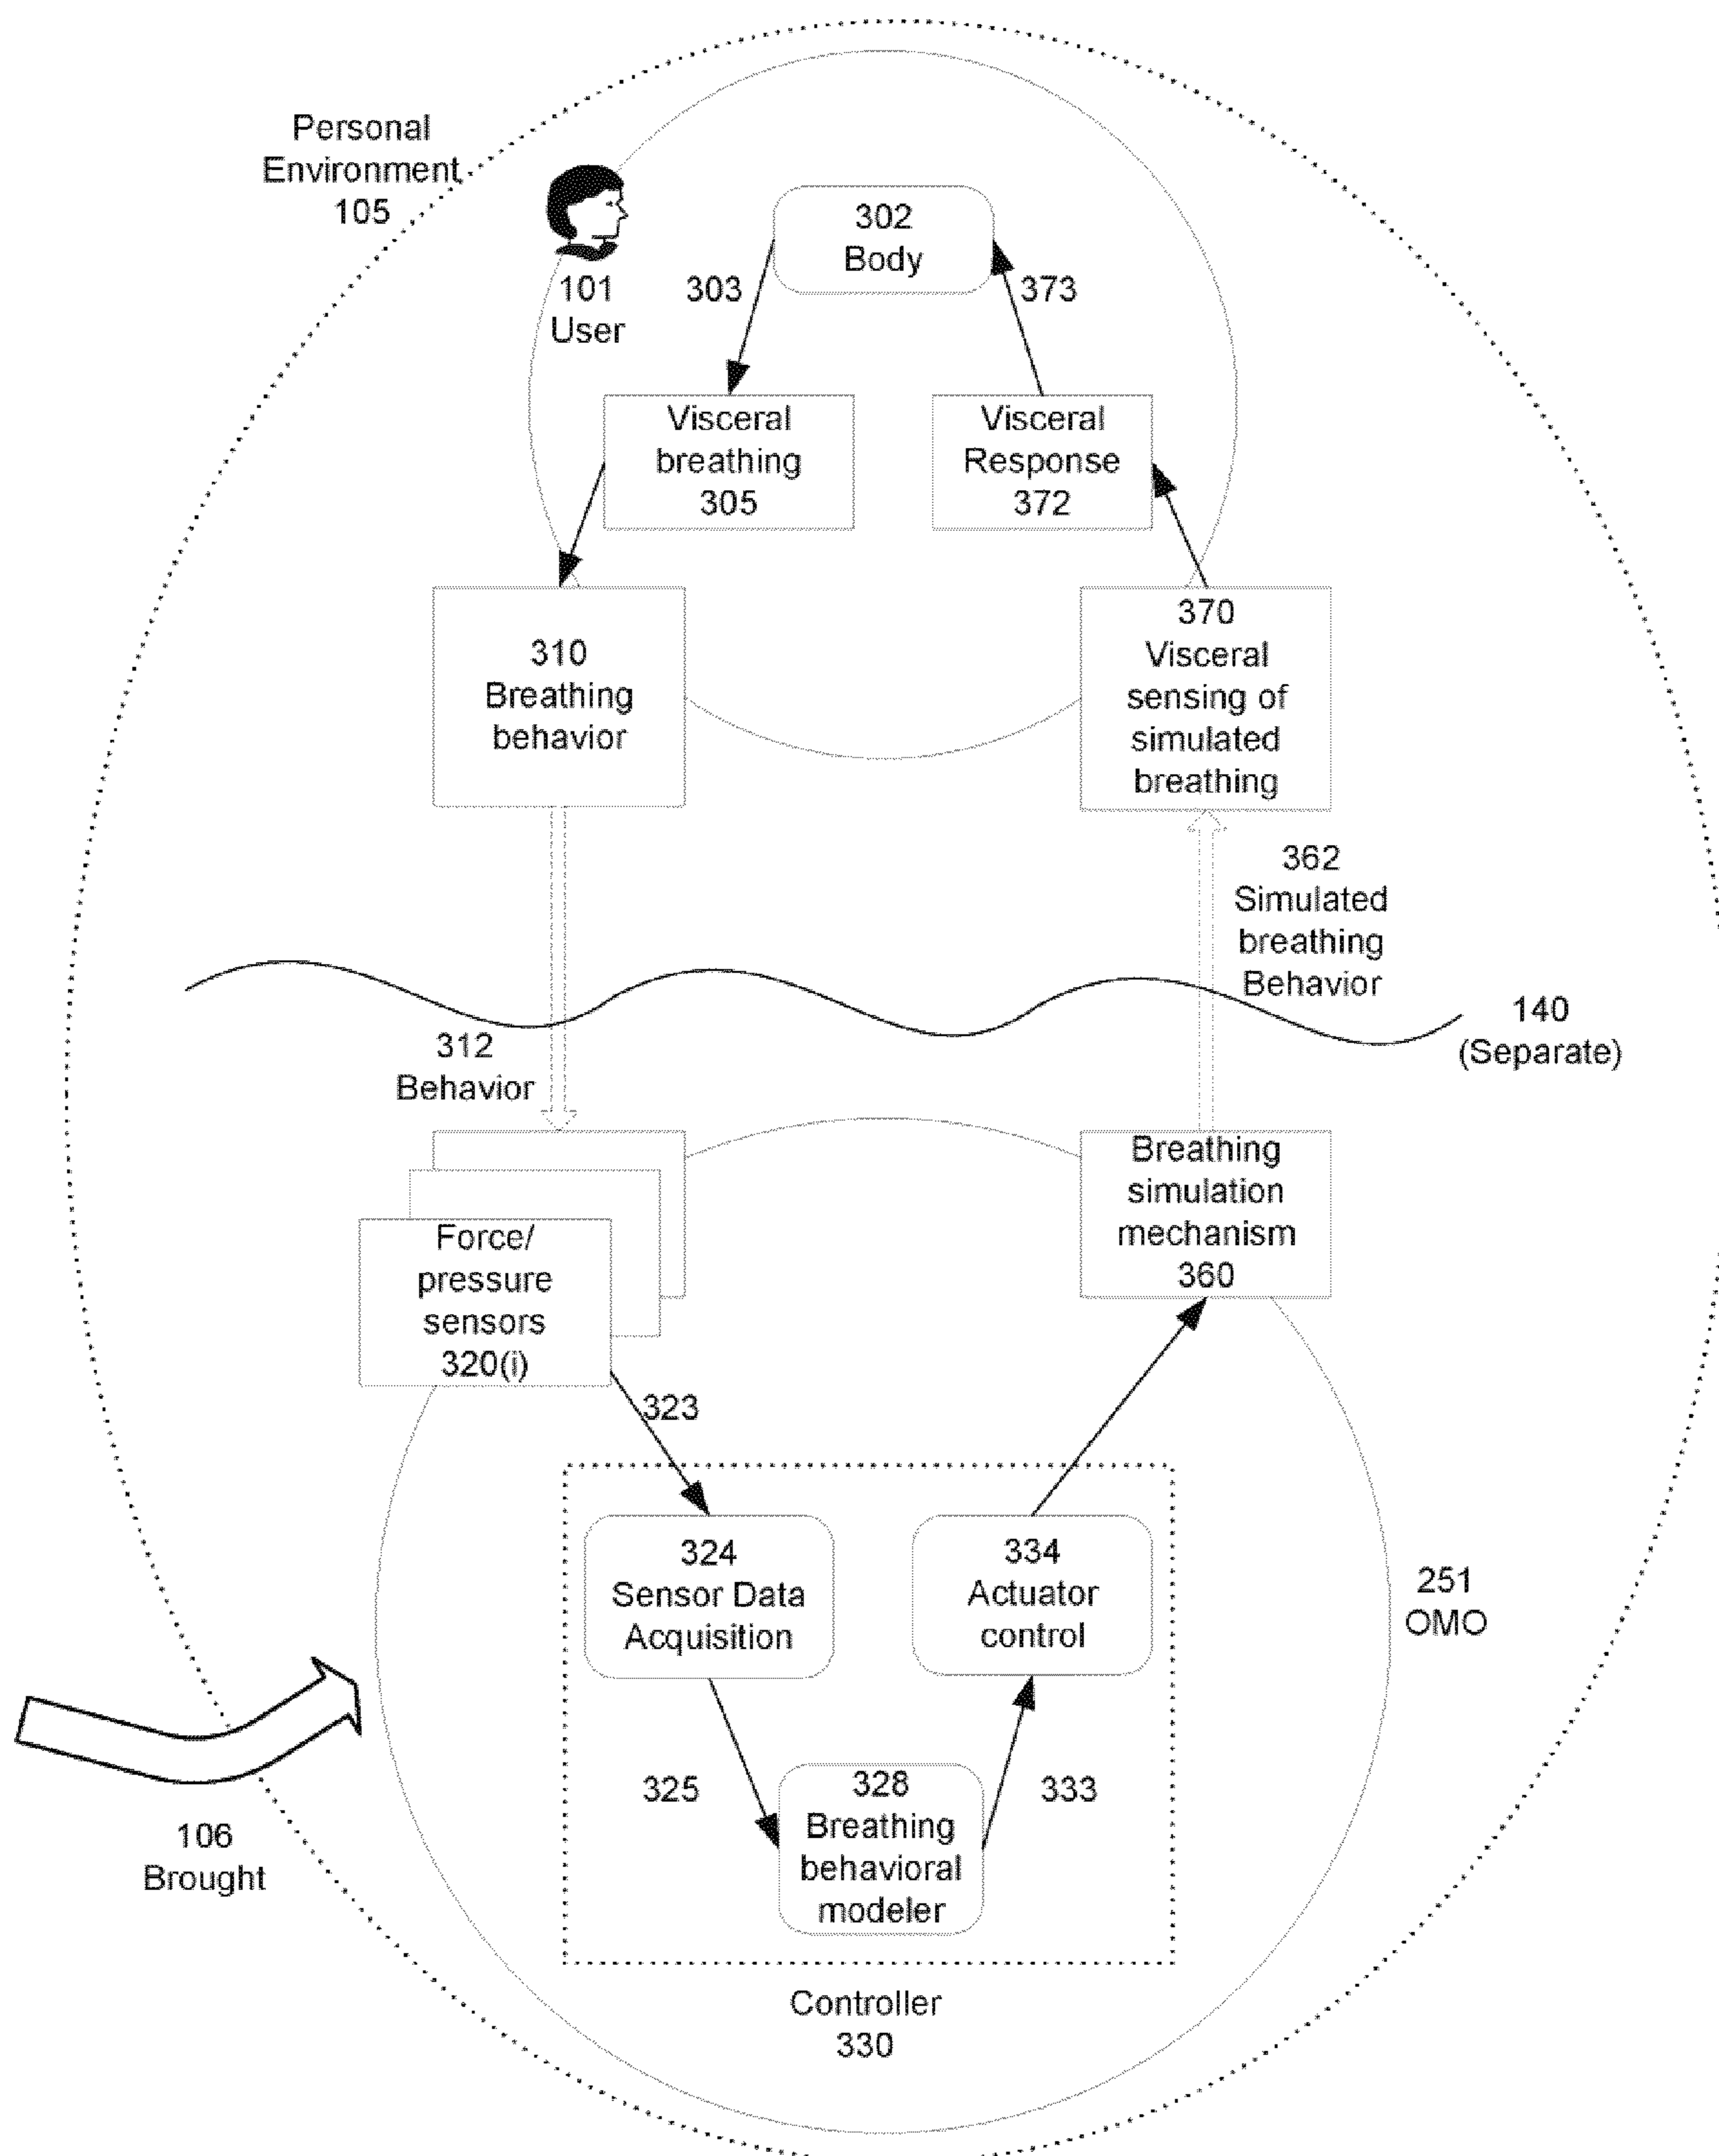 Personal
Environment
105
101
User
302
Body
303
373
Visceral
breathing
305
Visceral
Response
372
310
Breathing
behavior
370
Visceral
sensing of
simulated
breathing
362
Simulated
breathing
Behavior
140
(Separate)
312
Behavior
Force/
pressure
sensors
320(i)
Breathing
simulation
mechanism
360
323
324
Sensor Data
Acquisition
334
Actuator
control
251
OMO
325
328
Breathing
behavioral
modeler
333
106
Brought
Controller
330